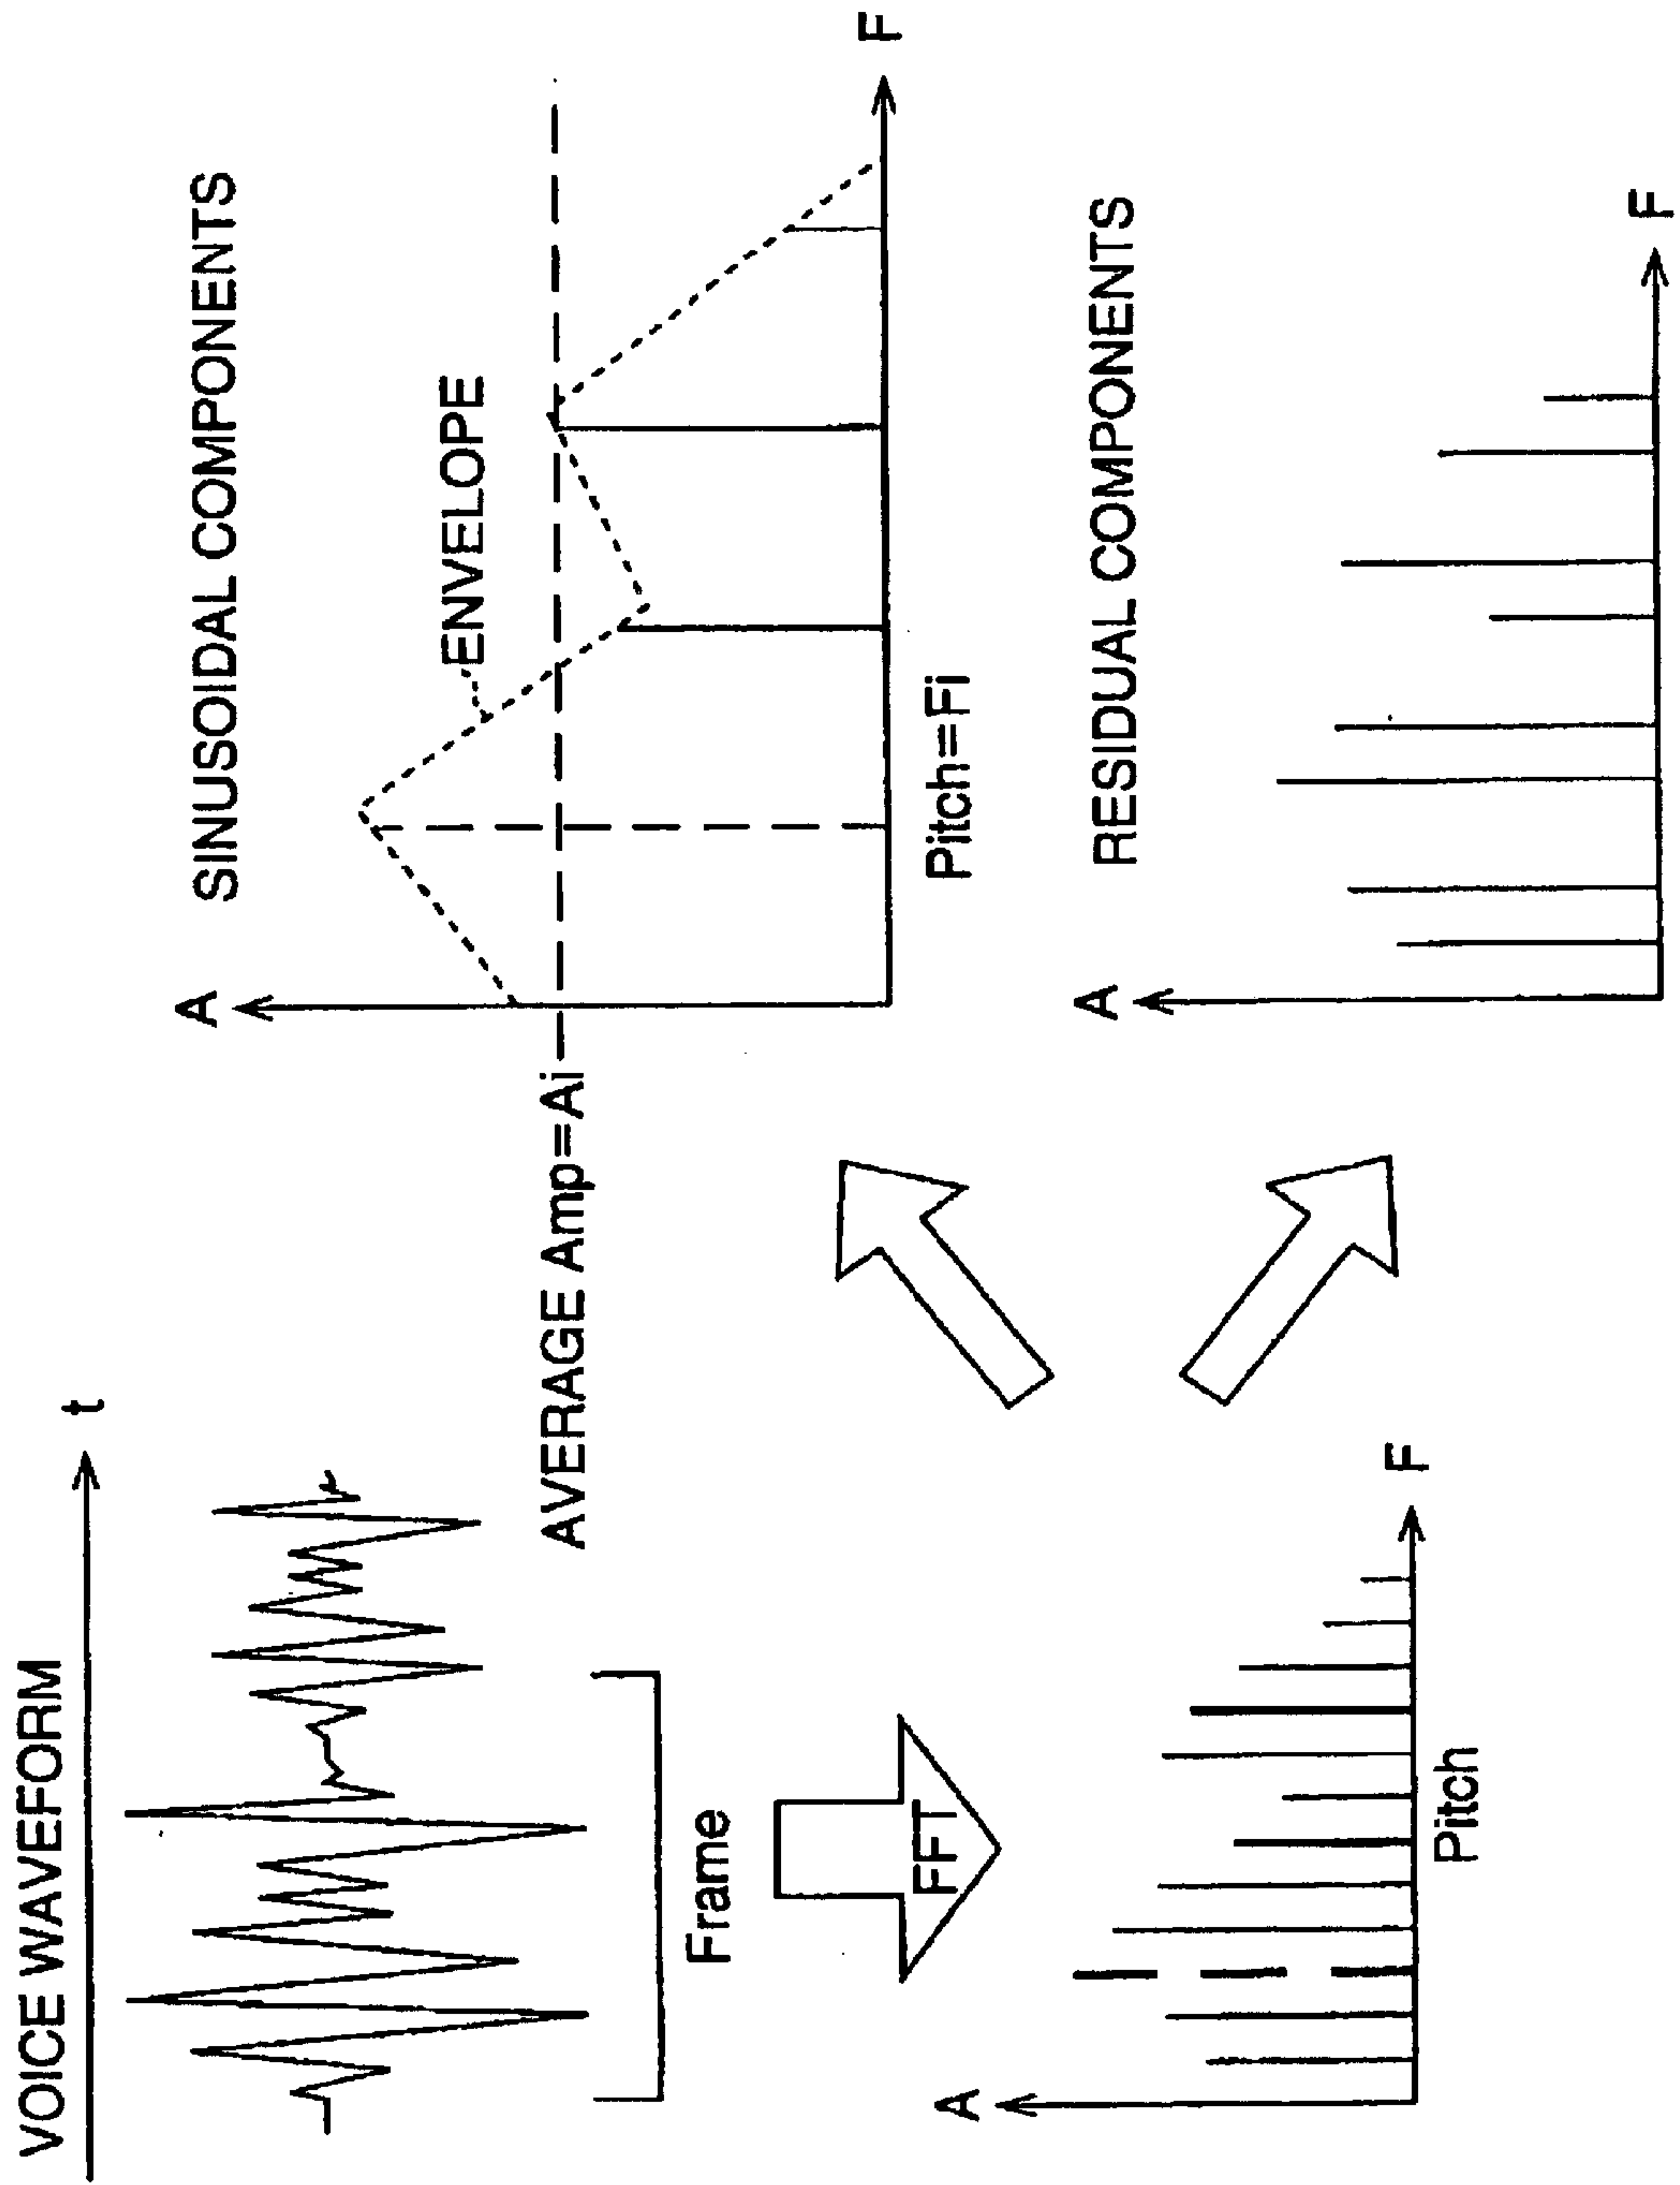 VOICE WAVEFORM
t
Frame
FFT
A
F
Pitch
SINUSOIDAL COMPONENTS
A
ENVELOPE
AVERAGE Amp=Ai
F
Pitch=Fi
RESIDUAL COMPONENTS
A
F